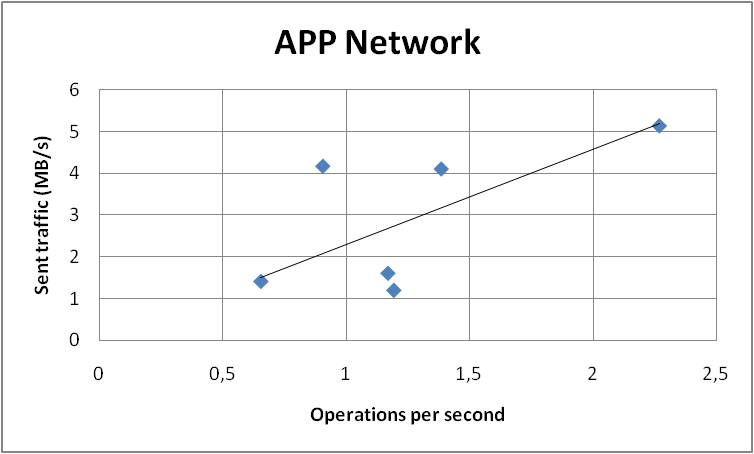 APP Network
Sent traffic (MB/s)
6
5
4
3
2
1
0
0 0,5 1 1,5 2 2,5
Operations per second